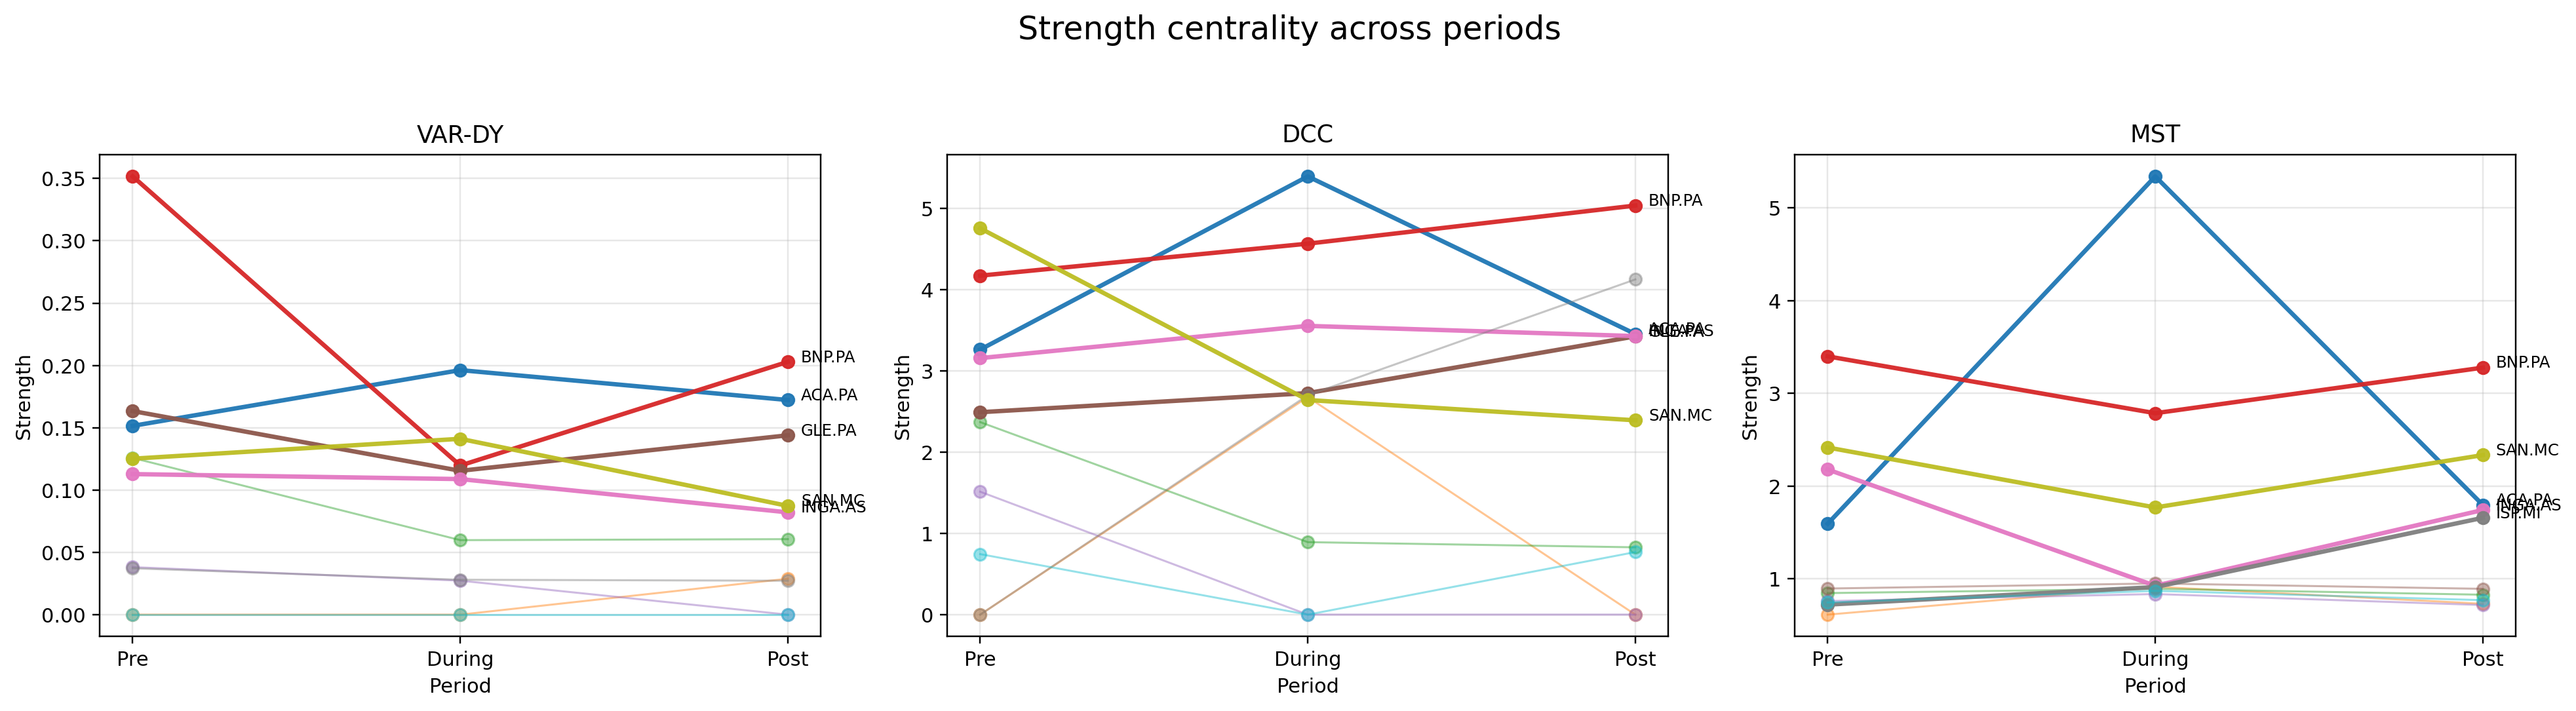 Strength centrality across periods
VAR-DY
Strength
0.35
0.30
0.25
0.20
0.15
0.10
0.05
0.00
BNP.PA
ACA.PA
GLE.PA
SAN.MC
INGA.AS
Pre
During
Post
Period
DCC
Strength
5
4
3
2
1
0
BNP.PA
SAN.MC
Pre
During
Post
Period
MST
Strength
5
4
3
2
1
BNP.PA
SAN.MC
ACA.PA
INGA.AS
ISP.MI
Pre
During
Post
Period